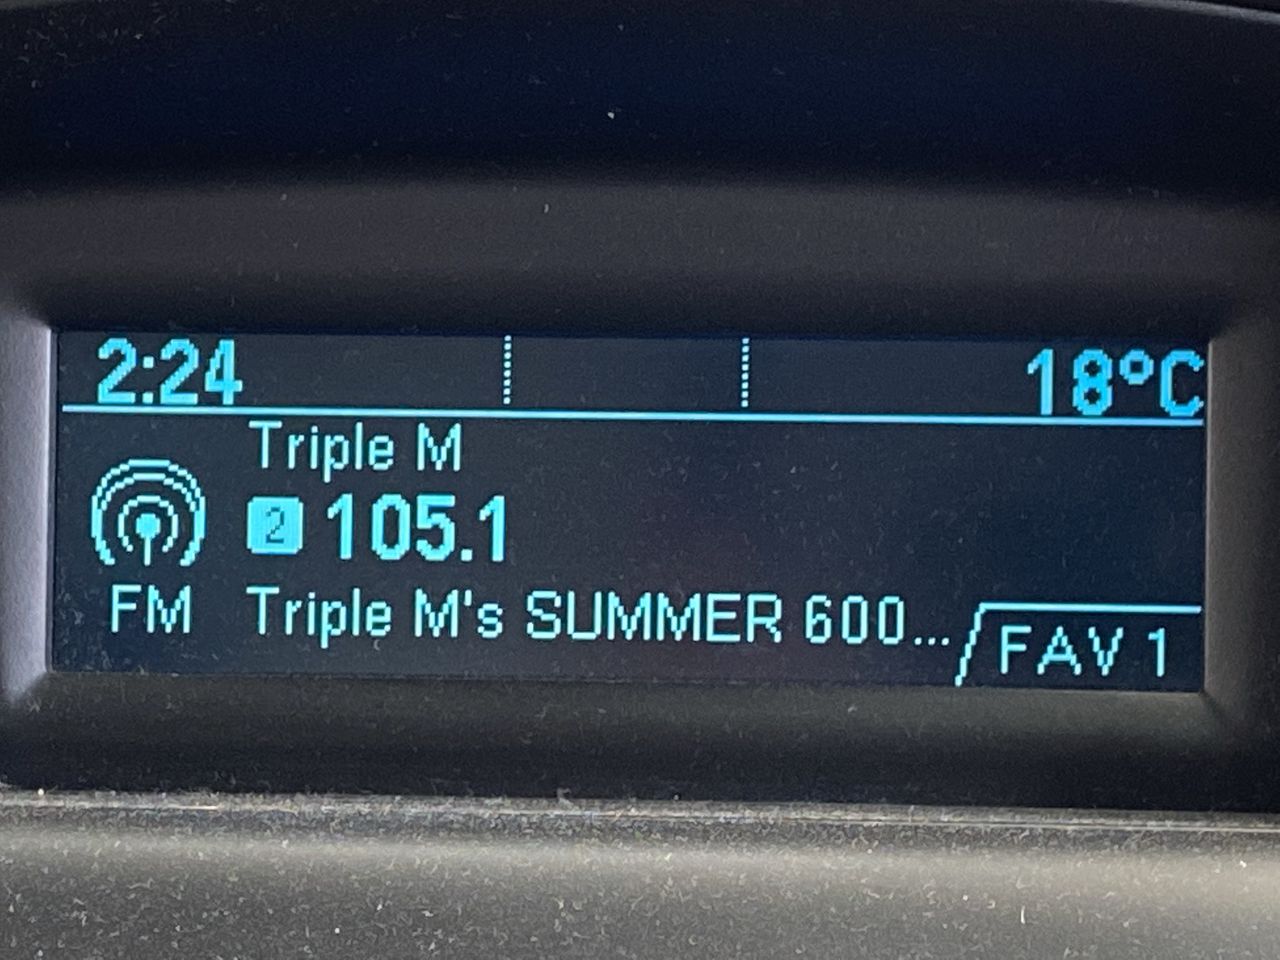 2:24 18°C
Triple M
2 105.1
FM Triple M's SUMMER 600...
FAV 1